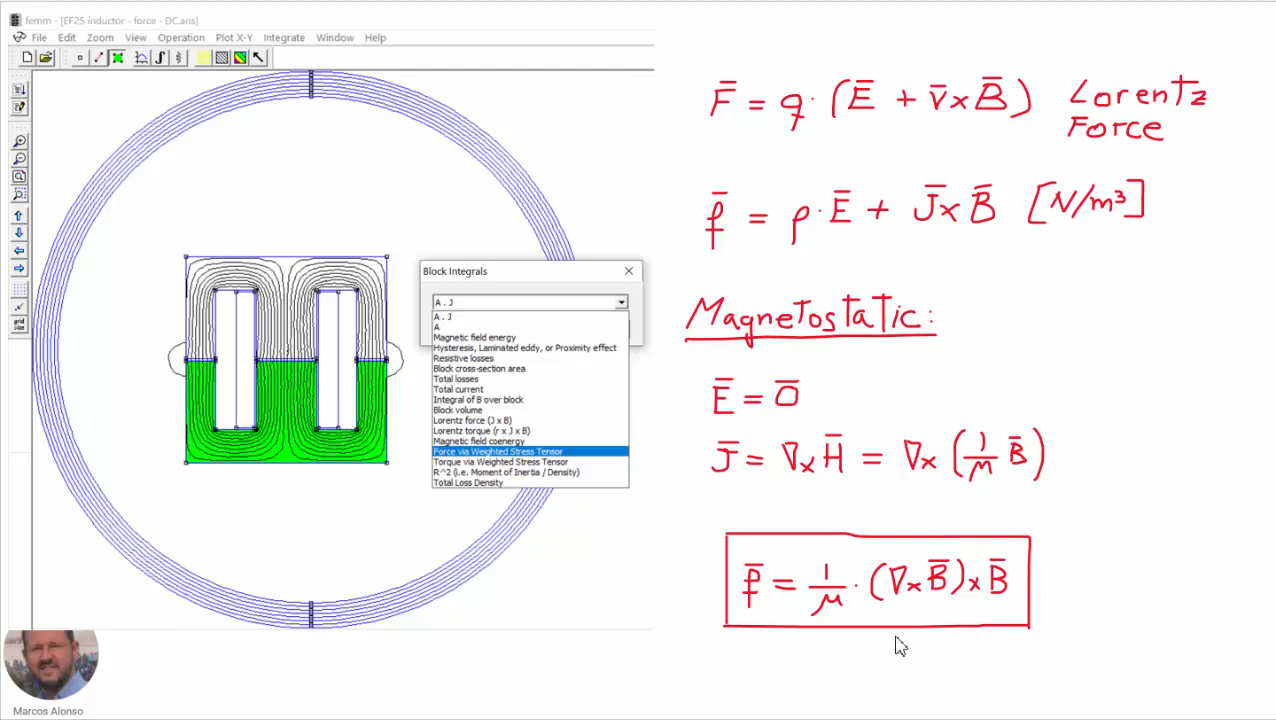 femm - [EF25 inductor - force - DC.ans]
File Edit Zoom View Operation Plot X-Y Integrate Window Help
Block Integrals
A . J
A . J
A
Magnetic field energy
Hysteresis, Laminated eddy, or Proximity effect
Resistive losses
Block cross-section area
Total losses
Total current
Integral of B over block
Block volume
Lorentz force (J x B)
Lorentz torque (r x J x B)
Magnetic field coenergy
Force via Weighted Stress Tensor
Torque via Weighted Stress Tensor
R^2 (i.e. Moment of Inertia / Density)
Total Loss Density
Marcos Alonso
F̄ = q · (Ē + v̄ x B̄) Lorentz
Force
f̄ = ρ · Ē + J̄ x B̄ [N/m³]
Magnetostatic:
Ē = 0̄
J̄ = ∇ x H̄ = ∇ x (1/μ B̄)
f̄ = 1/μ · (∇ x B̄) x B̄